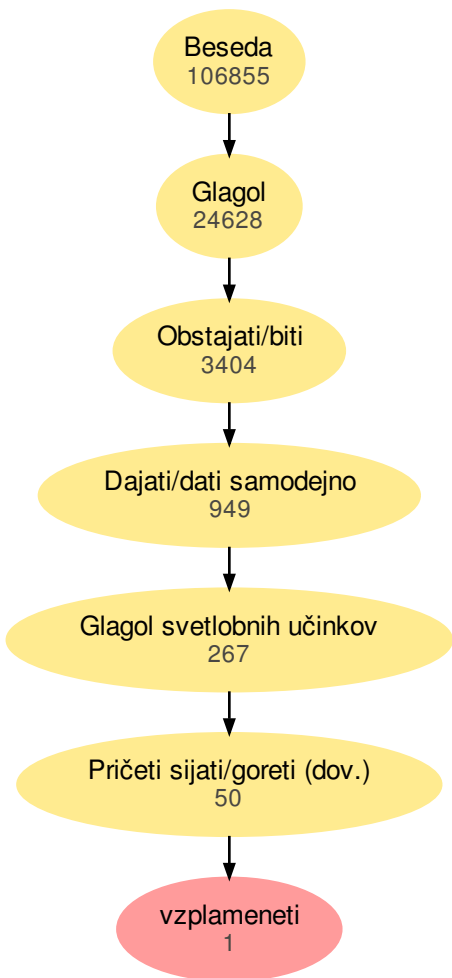 Beseda
106855
Glagol
24628
Obstajati/biti
3404
Dajati/dati samodejno
949
Glagol svetlobnih učinkov
267
Pričeti sijati/goreti (dov.)
50
vzplameneti
1